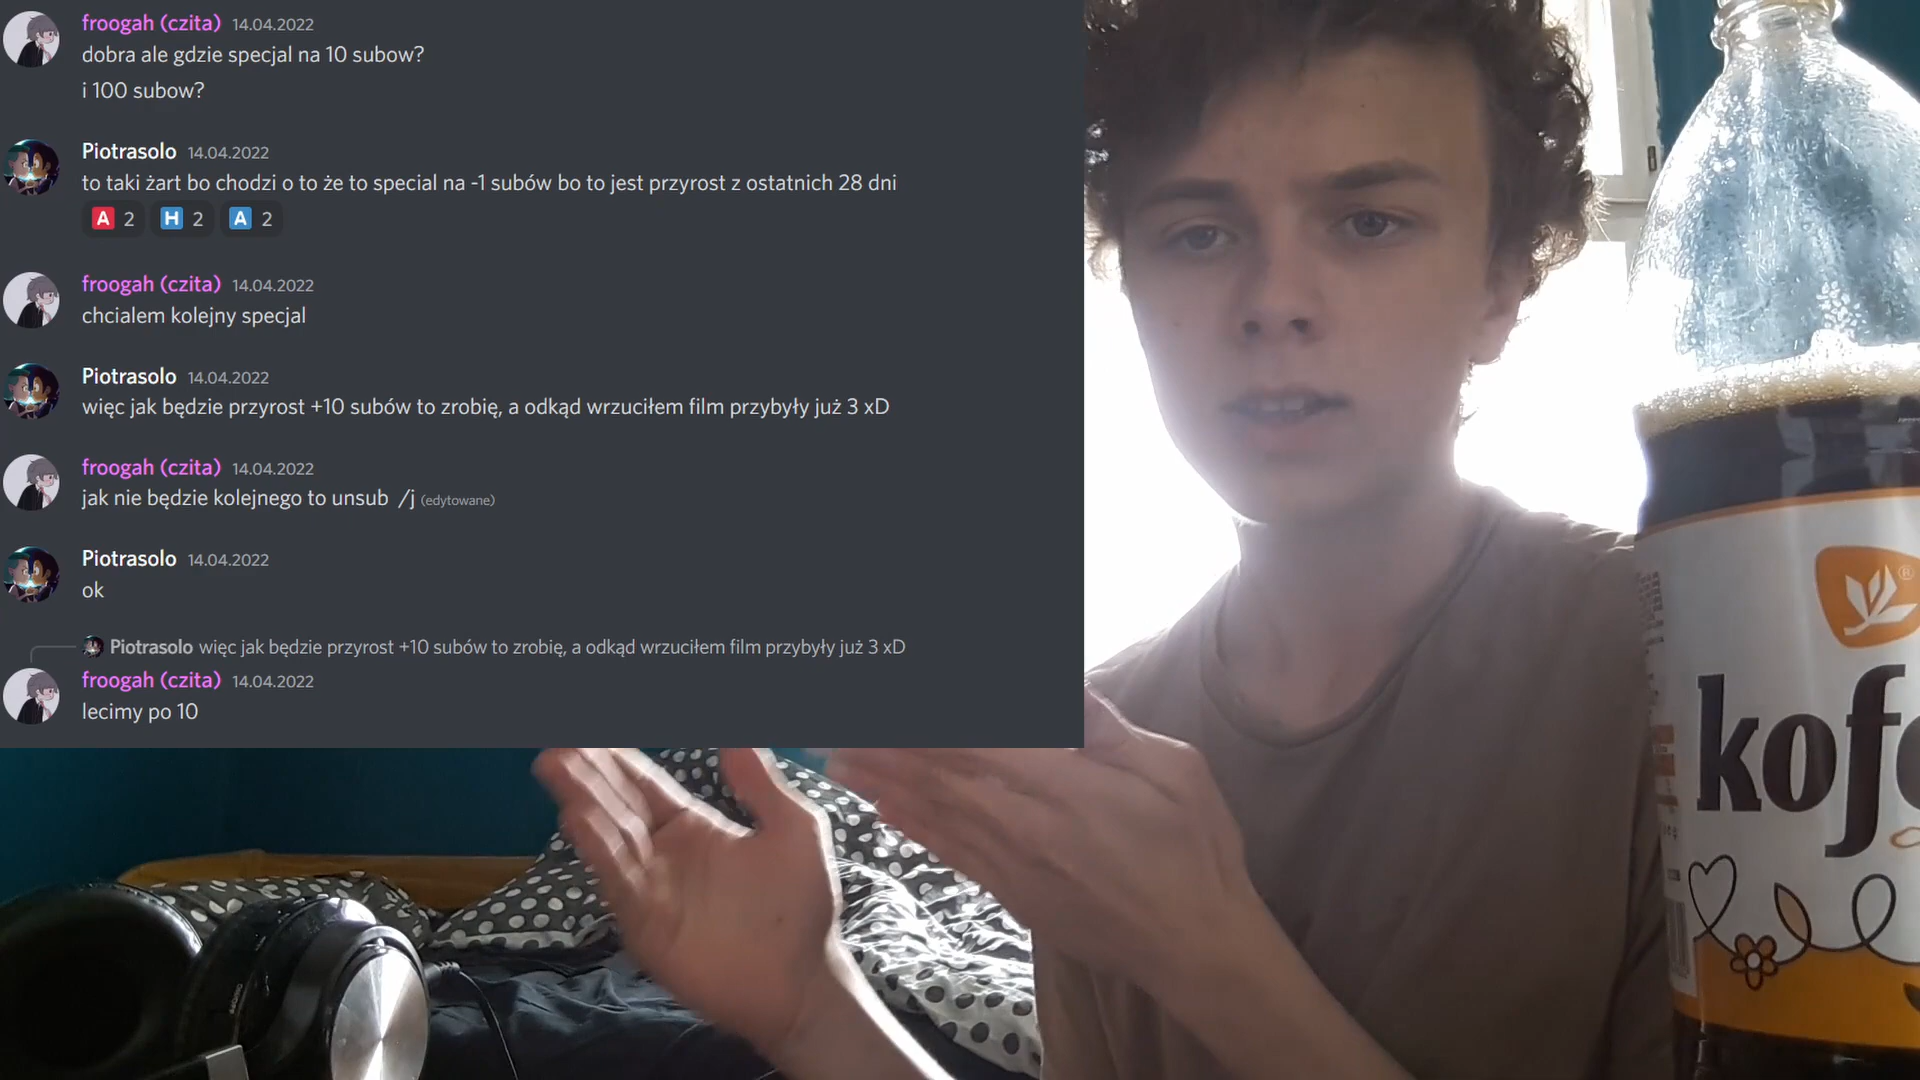 froogah (czita) 14.04.2022
dobra ale gdzie specjal na 10 subow?
i 100 subow?
Piotrasolo 14.04.2022
to taki żart bo chodzi o to że to special na -1 subów bo to jest przyrost z ostatnich 28 dni
A 2 H 2 A 2
froogah (czita) 14.04.2022
chcialem kolejny specjal
Piotrasolo 14.04.2022
więc jak będzie przyrost +10 subów to zrobię, a odkąd wrzuciłem film przybyły już 3 xD
froogah (czita) 14.04.2022
jak nie będzie kolejnego to unsub /j (edytowane)
Piotrasolo 14.04.2022
ok
Piotrasolo więc jak będzie przyrost +10 subów to zrobię, a odkąd wrzuciłem film przybyły już 3 xD
froogah (czita) 14.04.2022
lecimy po 10
®
kof